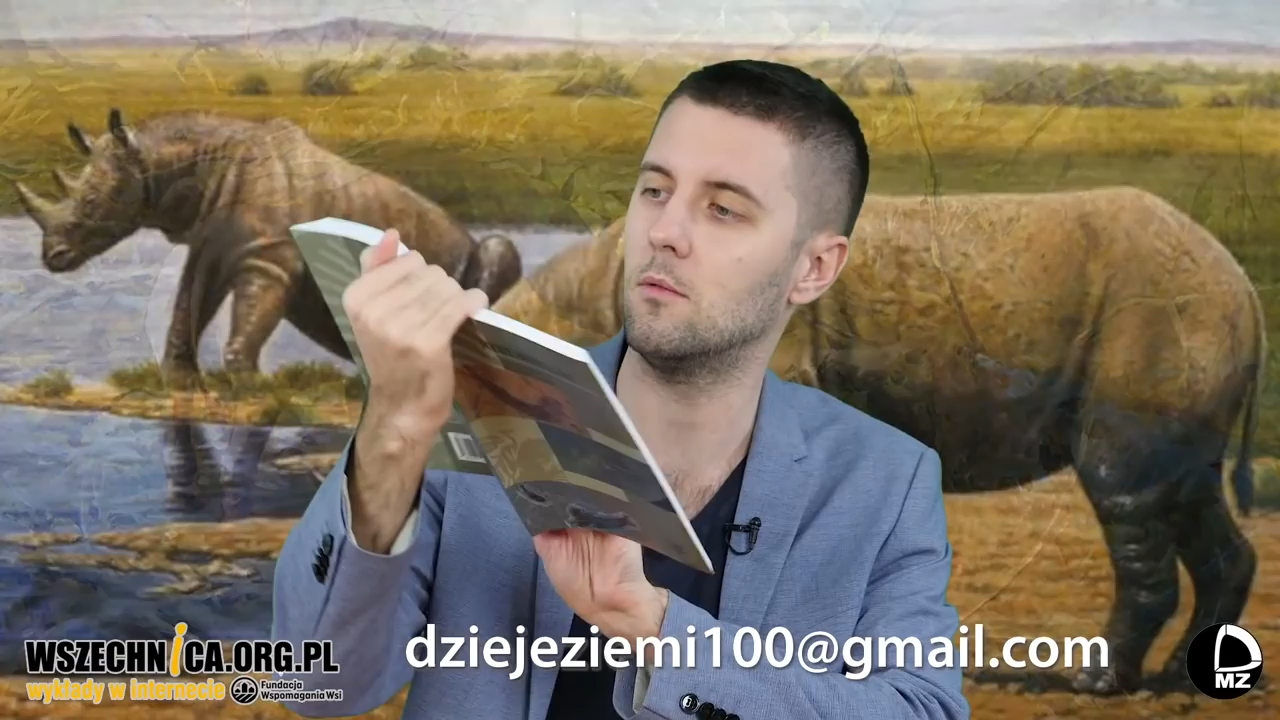 dziejeziemi100@gmail.com
WSZECHNiCA.ORG.PL
wykłady w internecie
Fundacja
Wspomagania Wsi
MZ